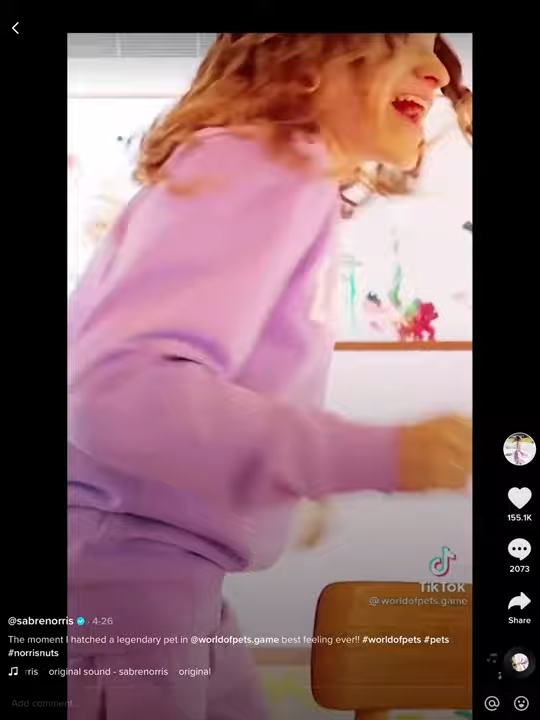 155.1K
2073
TikTok
@worldofpets.game
Share
@sabrenorris · 4-26
The moment I hatched a legendary pet in @worldofpets.game best feeling ever!! #worldofpets #pets
#norrisnuts
rris original sound - sabrenorris original
Add comment...